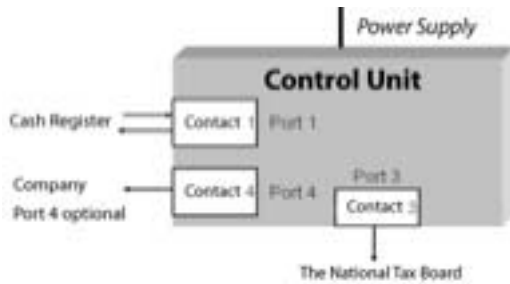 Power Supply
Control Unit
Cash Register
Contact 1 Port 1
Company
Port 4 optional
Contact 4 Port 4
Port 3
Contact 3
The National Tax Board